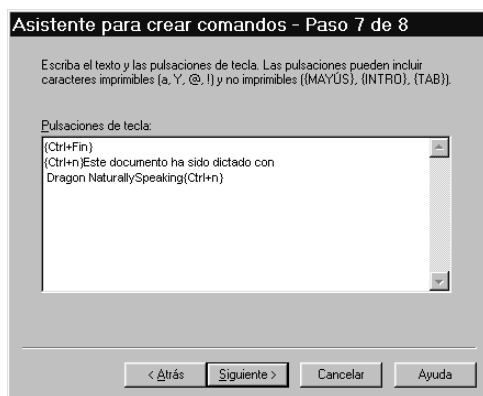 Asistente para crear comandos - Paso 7 de 8
Escriba el texto y las pulsaciones de tecla. Las pulsaciones pueden incluir
caracteres imprimibles (a, Y, @, !) y no imprimibles ({MAYÚS}, {INTRO}, {TAB}).
Pulsaciones de tecla:
{Ctrl+Fin}
{Ctrl+n}Este documento ha sido dictado con
Dragon NaturallySpeaking{Ctrl+n}
< Atrás Siguiente > Cancelar Ayuda